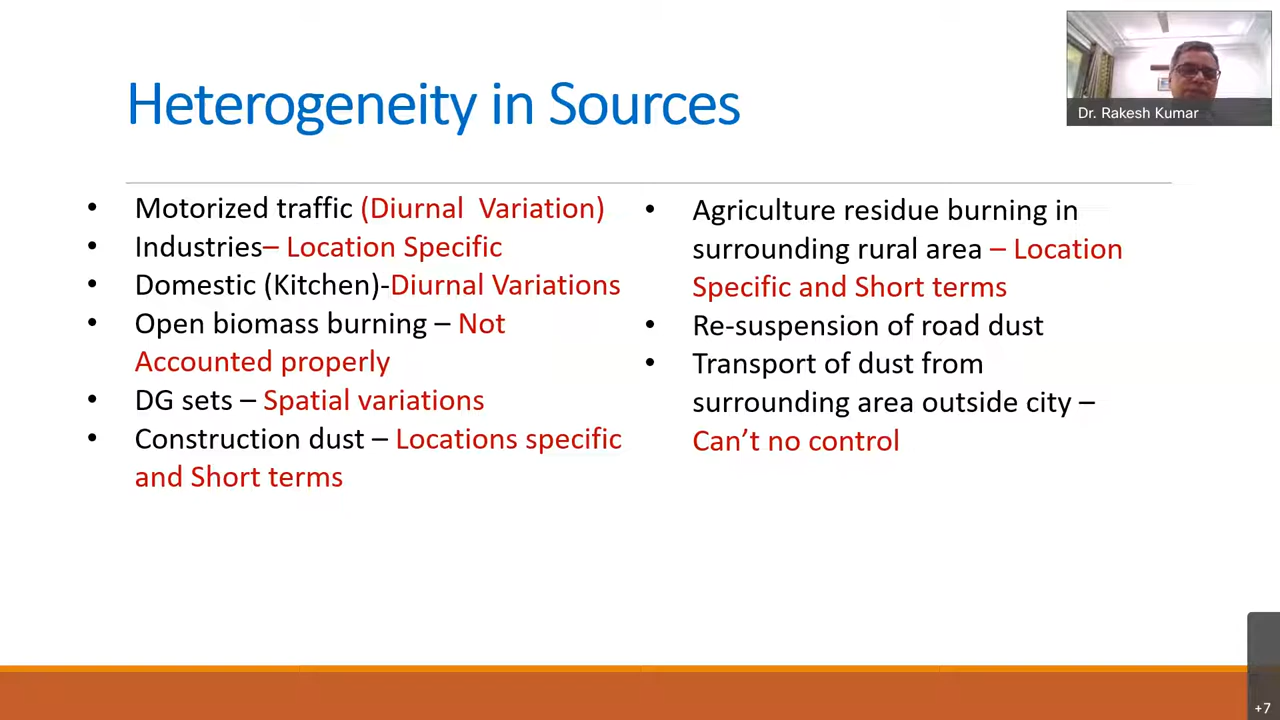 Heterogeneity in Sources
Dr. Rakesh Kumar
• Motorized traffic (Diurnal Variation)
• Industries– Location Specific
• Domestic (Kitchen)-Diurnal Variations
• Open biomass burning – Not
Accounted properly
• DG sets – Spatial variations
• Construction dust – Locations specific
and Short terms
• Agriculture residue burning in
surrounding rural area – Location
Specific and Short terms
• Re-suspension of road dust
• Transport of dust from
surrounding area outside city –
Can’t no control
+7